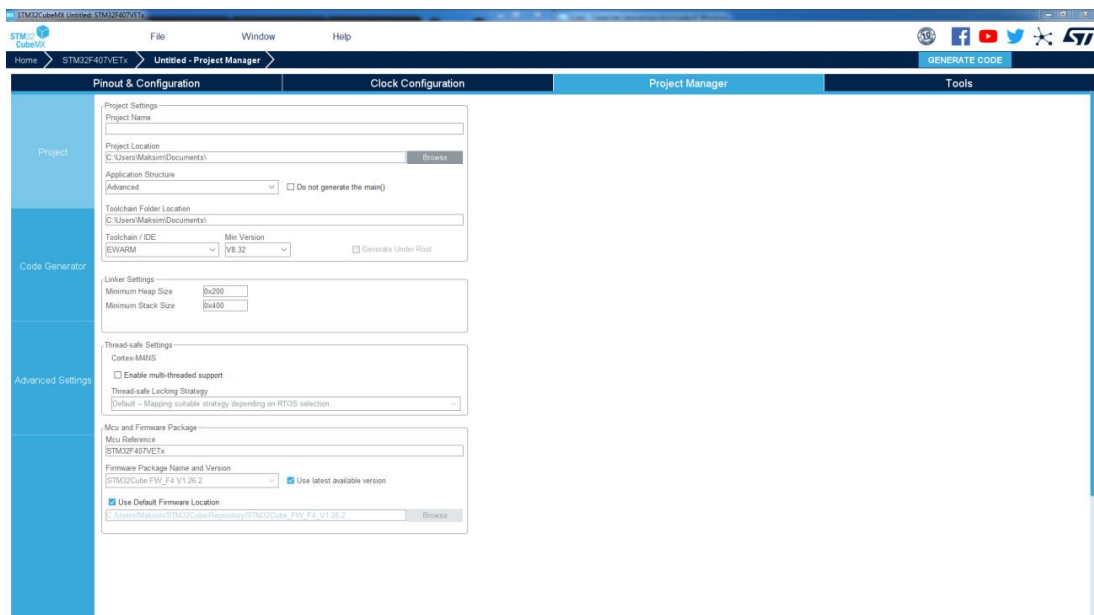 STM32CubeMX Untitled: STM32F407VETx
STM32 CubeMX
File Window Help
Home STM32F407VETx Untitled - Project Manager GENERATE CODE
Pinout & Configuration Clock Configuration Project Manager Tools
Project
Code Generator
Advanced Settings
Project Settings
Project Name
Project Location
C:\Users\Maksim\Documents\ Browse
Application Structure
Advanced Do not generate the main()
Toolchain Folder Location
C:\Users\Maksim\Documents\
Toolchain / IDE Min Version
EWARM V8.32 Generate Under Root
Linker Settings
Minimum Heap Size 0x200
Minimum Stack Size 0x400
Thread-safe Settings
Cortex-M4NS
Enable multi-threaded support
Thread-safe Locking Strategy
Default – Mapping suitable strategy depending on RTOS selection.
Mcu and Firmware Package
Mcu Reference
STM32F407VETx
Firmware Package Name and Version
STM32Cube FW_F4 V1.26.2 Use latest available version
Use Default Firmware Location
C:/Users/Maksim/STM32Cube/Repository/STM32Cube_FW_F4_V1.26.2 Browse